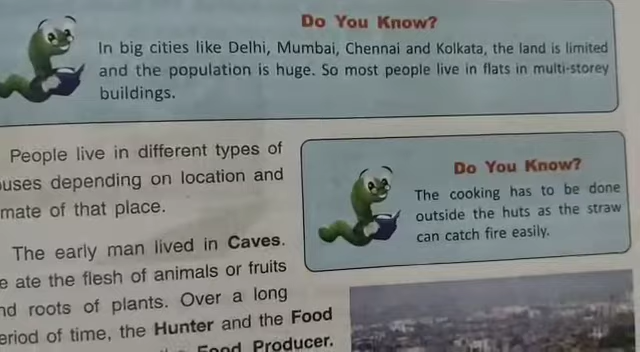 Do You Know?
In big cities like Delhi, Mumbai, Chennai and Kolkata, the land is limited
and the population is huge. So most people live in flats in multi-storey
buildings.
People live in different types of
uses depending on location and
mate of that place.
The early man lived in Caves.
e ate the flesh of animals or fruits
nd roots of plants. Over a long
eriod of time, the Hunter and the Food
Food Producer.
Do You Know?
The cooking has to be done
outside the huts as the straw
can catch fire easily.